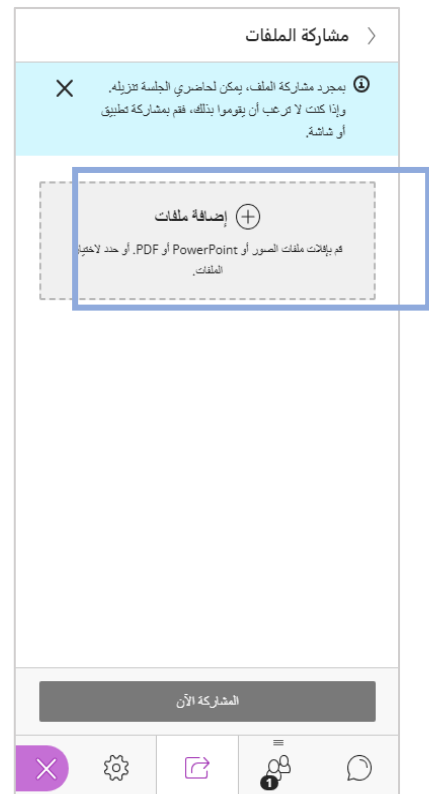 مشاركة الملفات
بمجرد مشاركة الملف، يمكن لحاضري الجلسة تنزيله.
وإذا كنت لا ترغب أن يقوموا بذلك، فقم بمشاركة تطبيق
أو شاشة.
إضافة ملفات
قم بإفلات ملفات الصور أو PowerPoint أو PDF. أو حدد لاختيار
الملفات.
المشاركة الآن
1